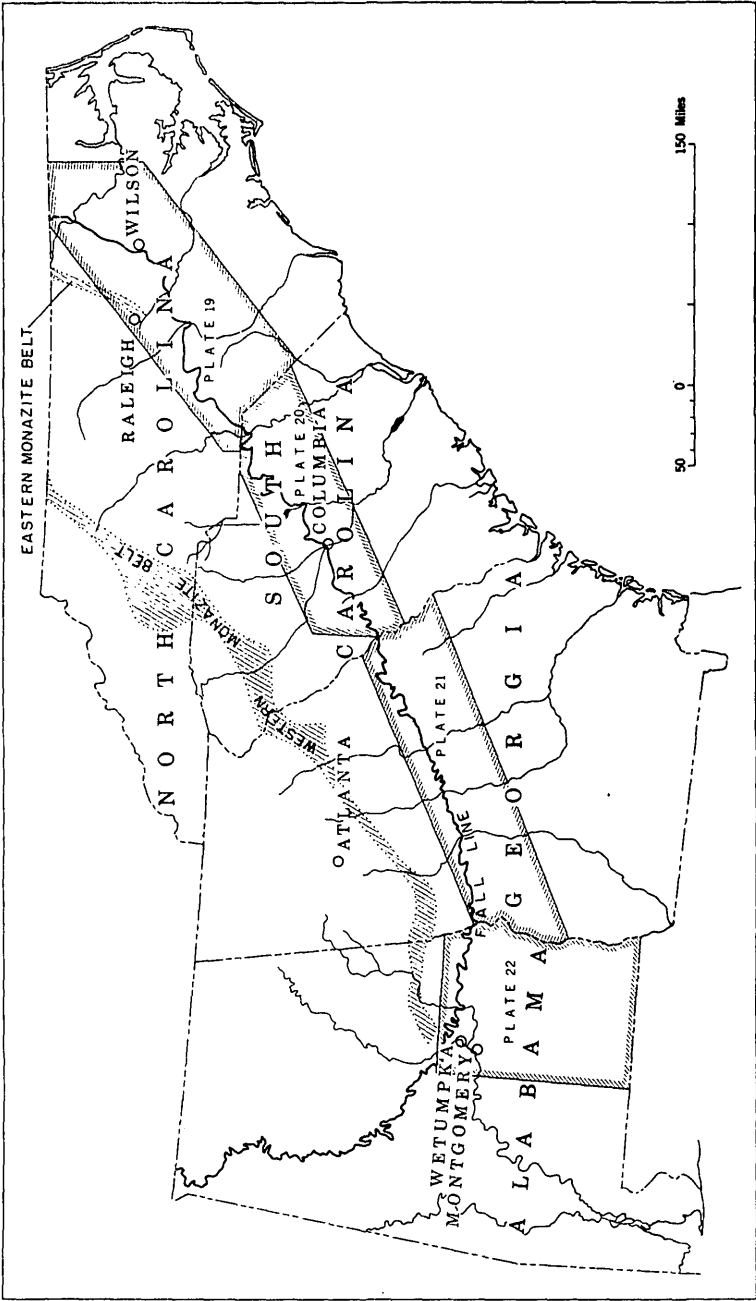 EASTERN MONAZITE BELT
WILSON
RALEIGH
NORTH CAROLINA
PLATE 19
WESTERN MONAZITE BELT
SOUTH CAROLINA
PLATE 20
COLUMBIA
ATLANTA
PLATE 21
FALL LINE
GEORGIA
WETUMPKA
MONTGOMERY
PLATE 22
ALABAMA
50 0 150 Miles